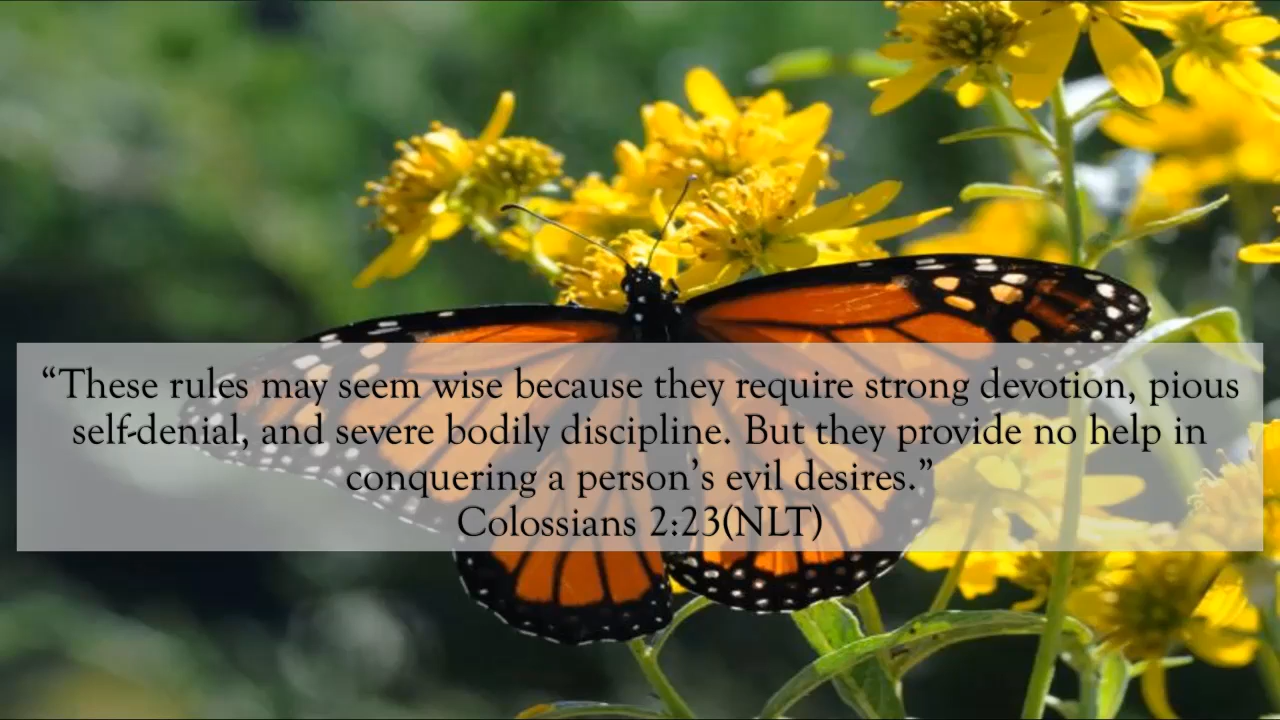 “These rules may seem wise because they require strong devotion, pious
self-denial, and severe bodily discipline. But they provide no help in
conquering a person’s evil desires.”
Colossians 2:23(NLT)